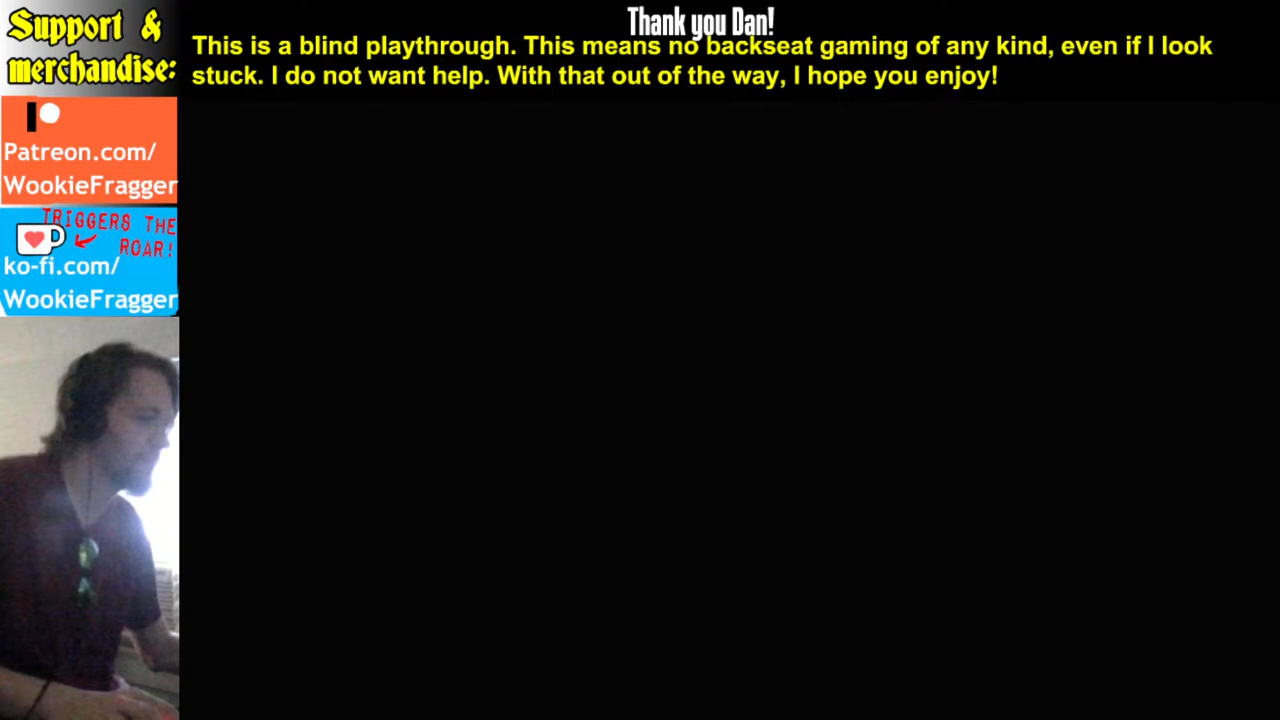 Support &
merchandise:
Thank you Dan!
This is a blind playthrough. This means no backseat gaming of any kind, even if I look
stuck. I do not want help. With that out of the way, I hope you enjoy!
Patreon.com/
WookieFragger
TRIGGERS THE
ROAR!
ko-fi.com/
WookieFragger